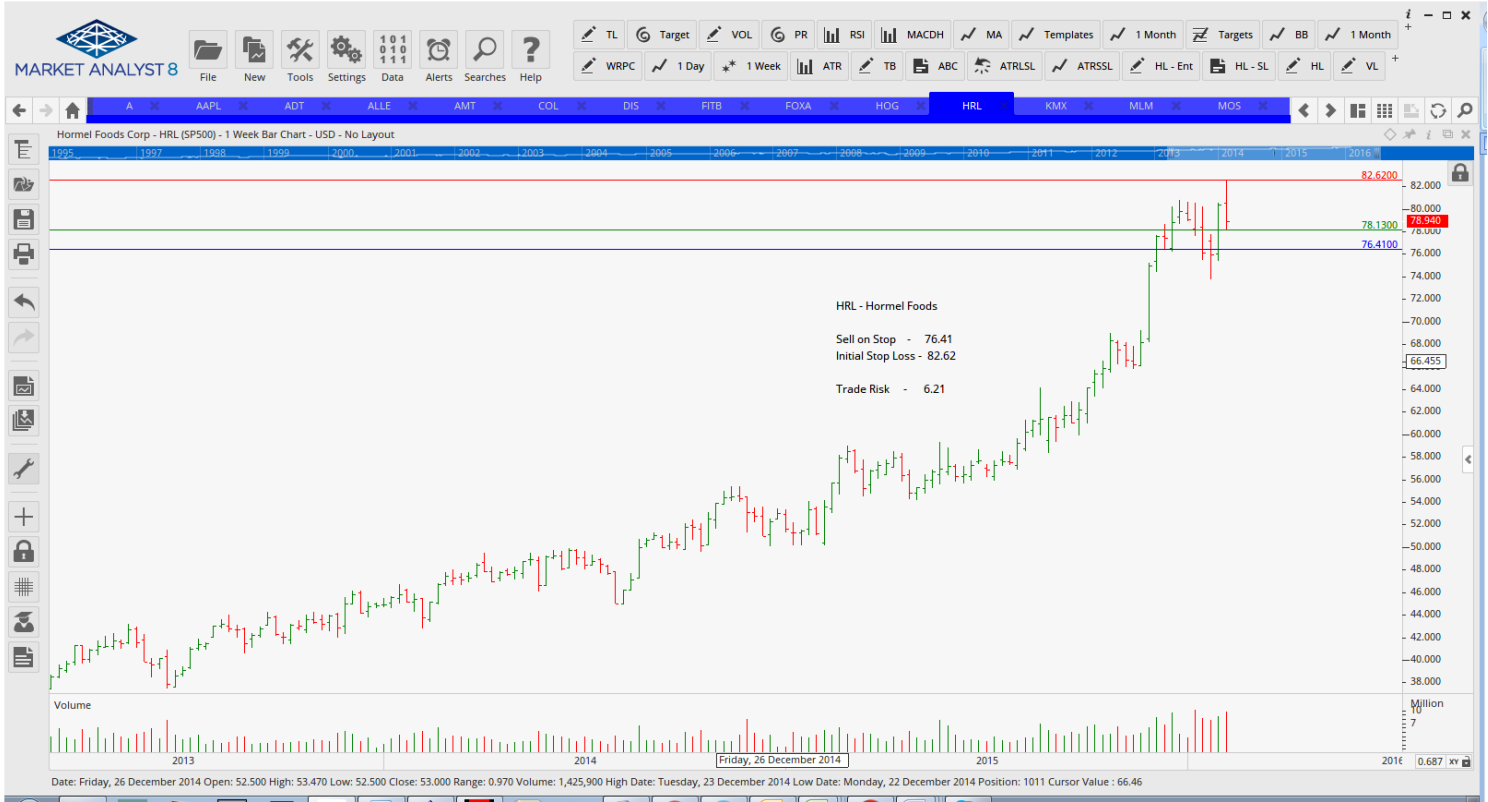 TL Target VOL PR RSI MACDH MA Templates 1 Month Targets BB 1 Month
MARKET ANALYST 8
File New Tools Settings Data Alerts Searches Help
WRPC 1 Day 1 Week ATR TB ABC ATRLSL ATRSSL HL - Ent HL - SL HL VL
A AAPL ADT ALLE AMT COL DIS FITB FOXA HOG HRL KMX MLM MOS
Hormel Foods Corp - HRL (SP500) - 1 Week Bar Chart - USD - No Layout
1995 1997 1998 1999 2000 2001 2002 2003 2004 2005 2006 2007 2008 2009 2010 2011 2012 2013 2014 2015 2016
82.6200
82.000
80.000
78.940
78.1300
78.000
76.4100
76.000
74.000
72.000
HRL - Hormel Foods
70.000
Sell on Stop - 76.41
68.000
Initial Stop Loss - 82.62
66.455
Trade Risk - 6.21
64.000
62.000
60.000
58.000
56.000
54.000
52.000
50.000
48.000
46.000
44.000
42.000
40.000
38.000
Volume
Million
10
7
2013 2014 Friday, 26 December 2014 2015 2016
0.687 XY
Date: Friday, 26 December 2014 Open: 52.500 High: 53.470 Low: 52.500 Close: 53.000 Range: 0.970 Volume: 1,425,900 High Date: Tuesday, 23 December 2014 Low Date: Monday, 22 December 2014 Position: 1011 Cursor Value : 66.46